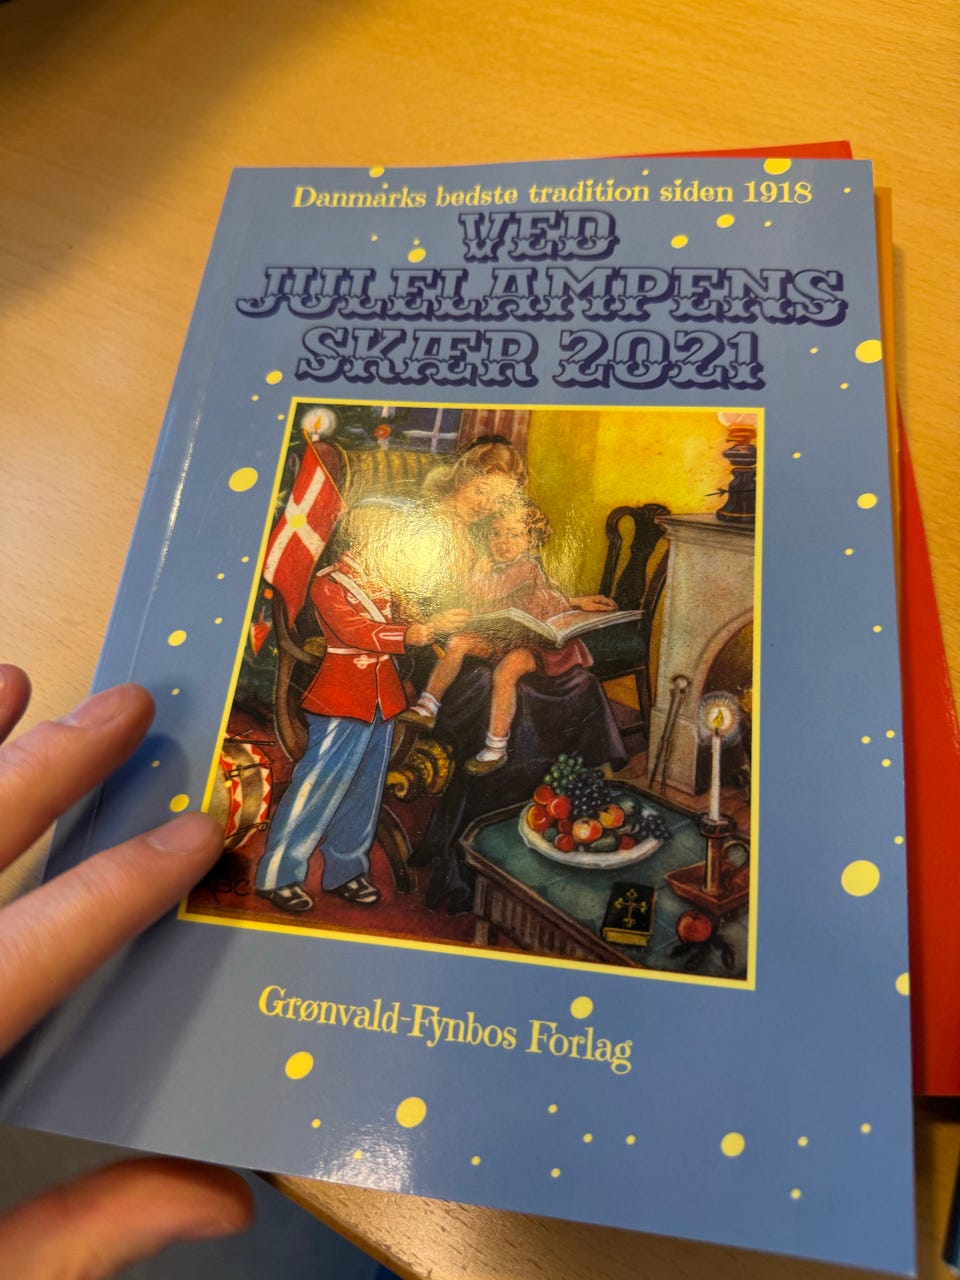 Danmarks bedste tradition siden 1918
VED
JULELAMPENS
SKÆR 2021
Grønvald-Fynbos Forlag